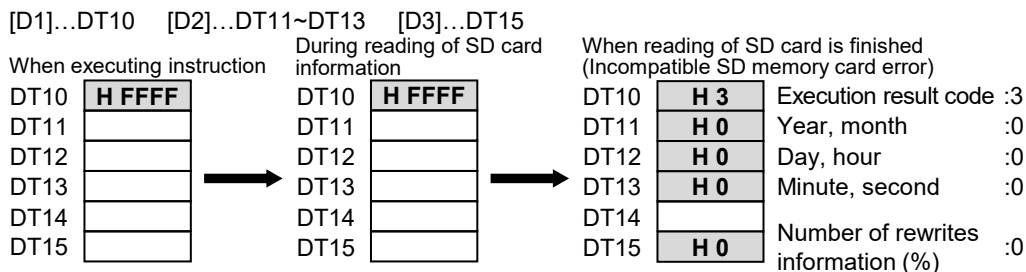 [D1]…DT10 [D2]…DT11~DT13 [D3]…DT15
When executing instruction
DT10 H FFFF
DT11
DT12
DT13
DT14
DT15
During reading of SD card
information
DT10 H FFFF
DT11
DT12
DT13
DT14
DT15
When reading of SD card is finished
(Incompatible SD memory card error)
DT10 H 3 Execution result code :3
DT11 H 0 Year, month :0
DT12 H 0 Day, hour :0
DT13 H 0 Minute, second :0
DT14
DT15 H 0 Number of rewrites
information (%) :0